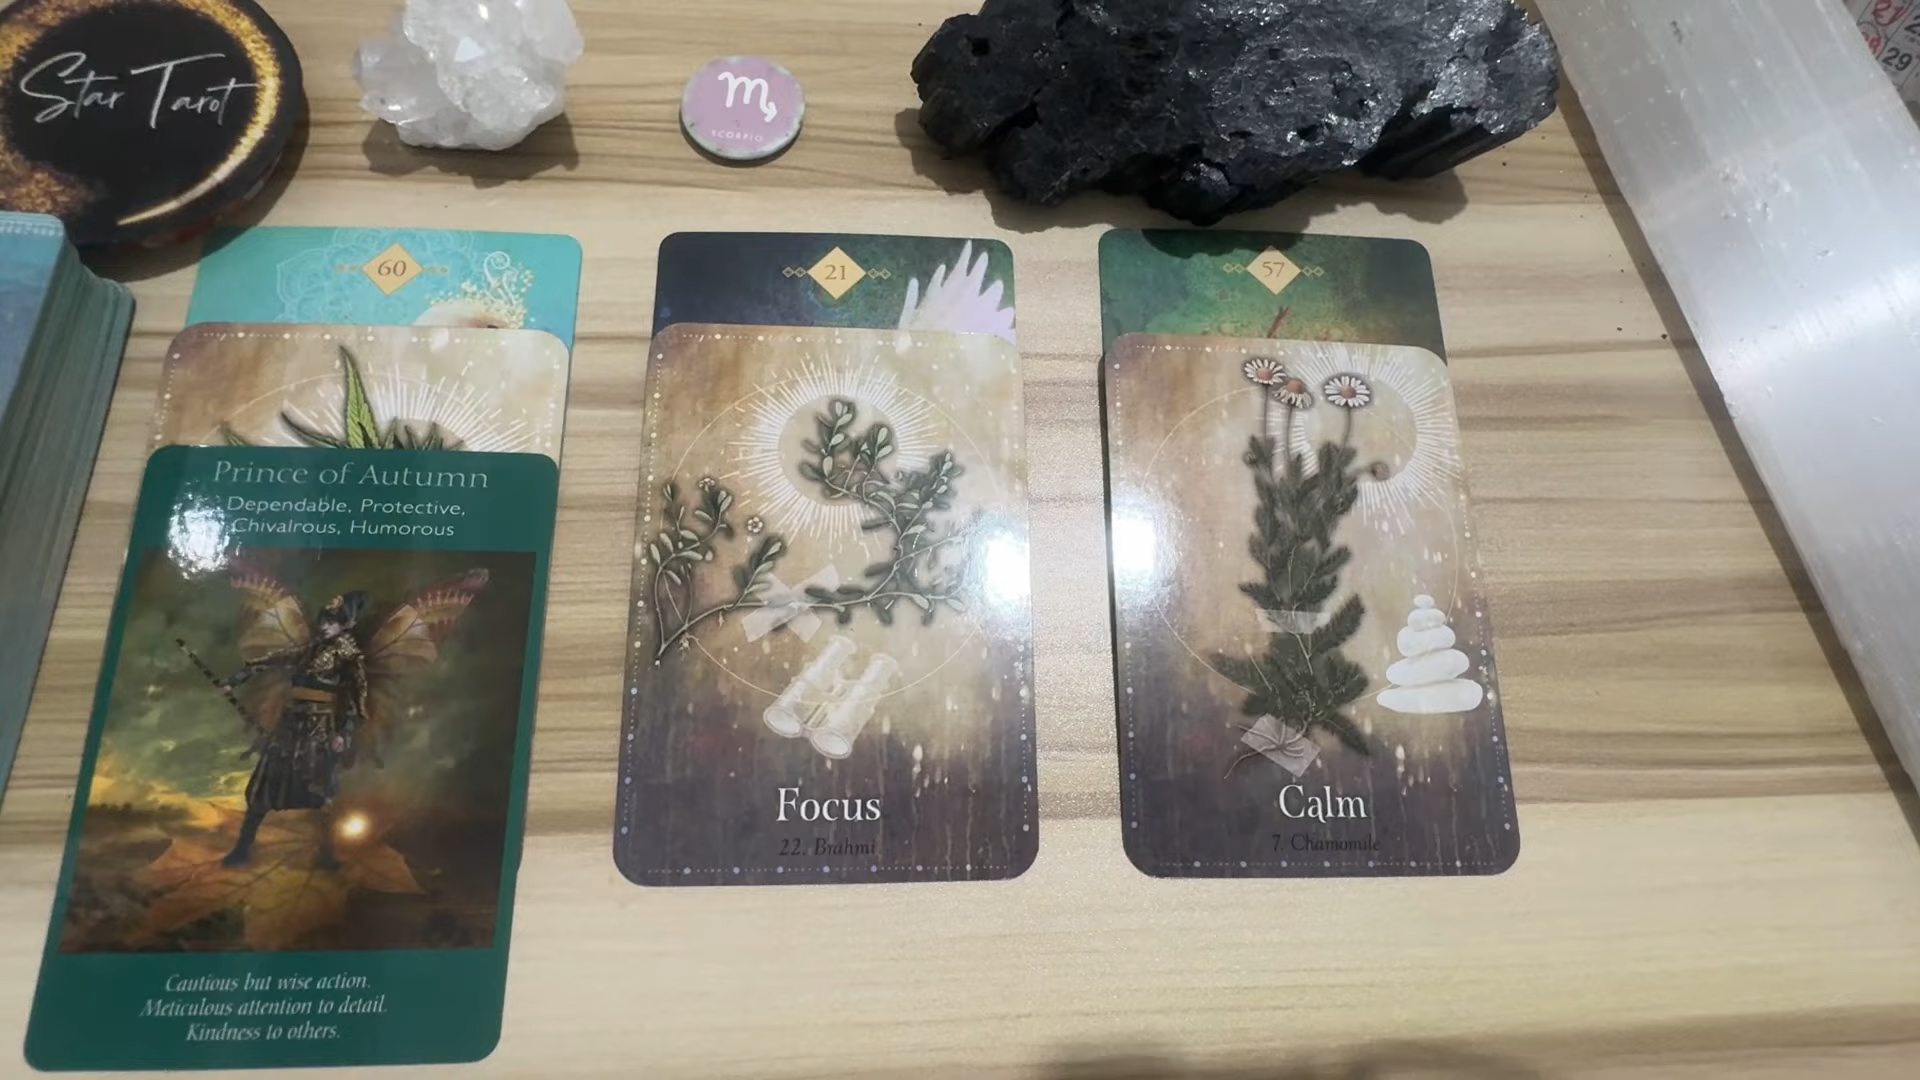 Star Tarot
SCORPIO
29
60
21
57
Prince of Autumn
Dependable, Protective,
Chivalrous, Humorous
Cautious but wise action.
Meticulous attention to detail.
Kindness to others.
Focus
22. Brahmi
Calm
7. Chamomile